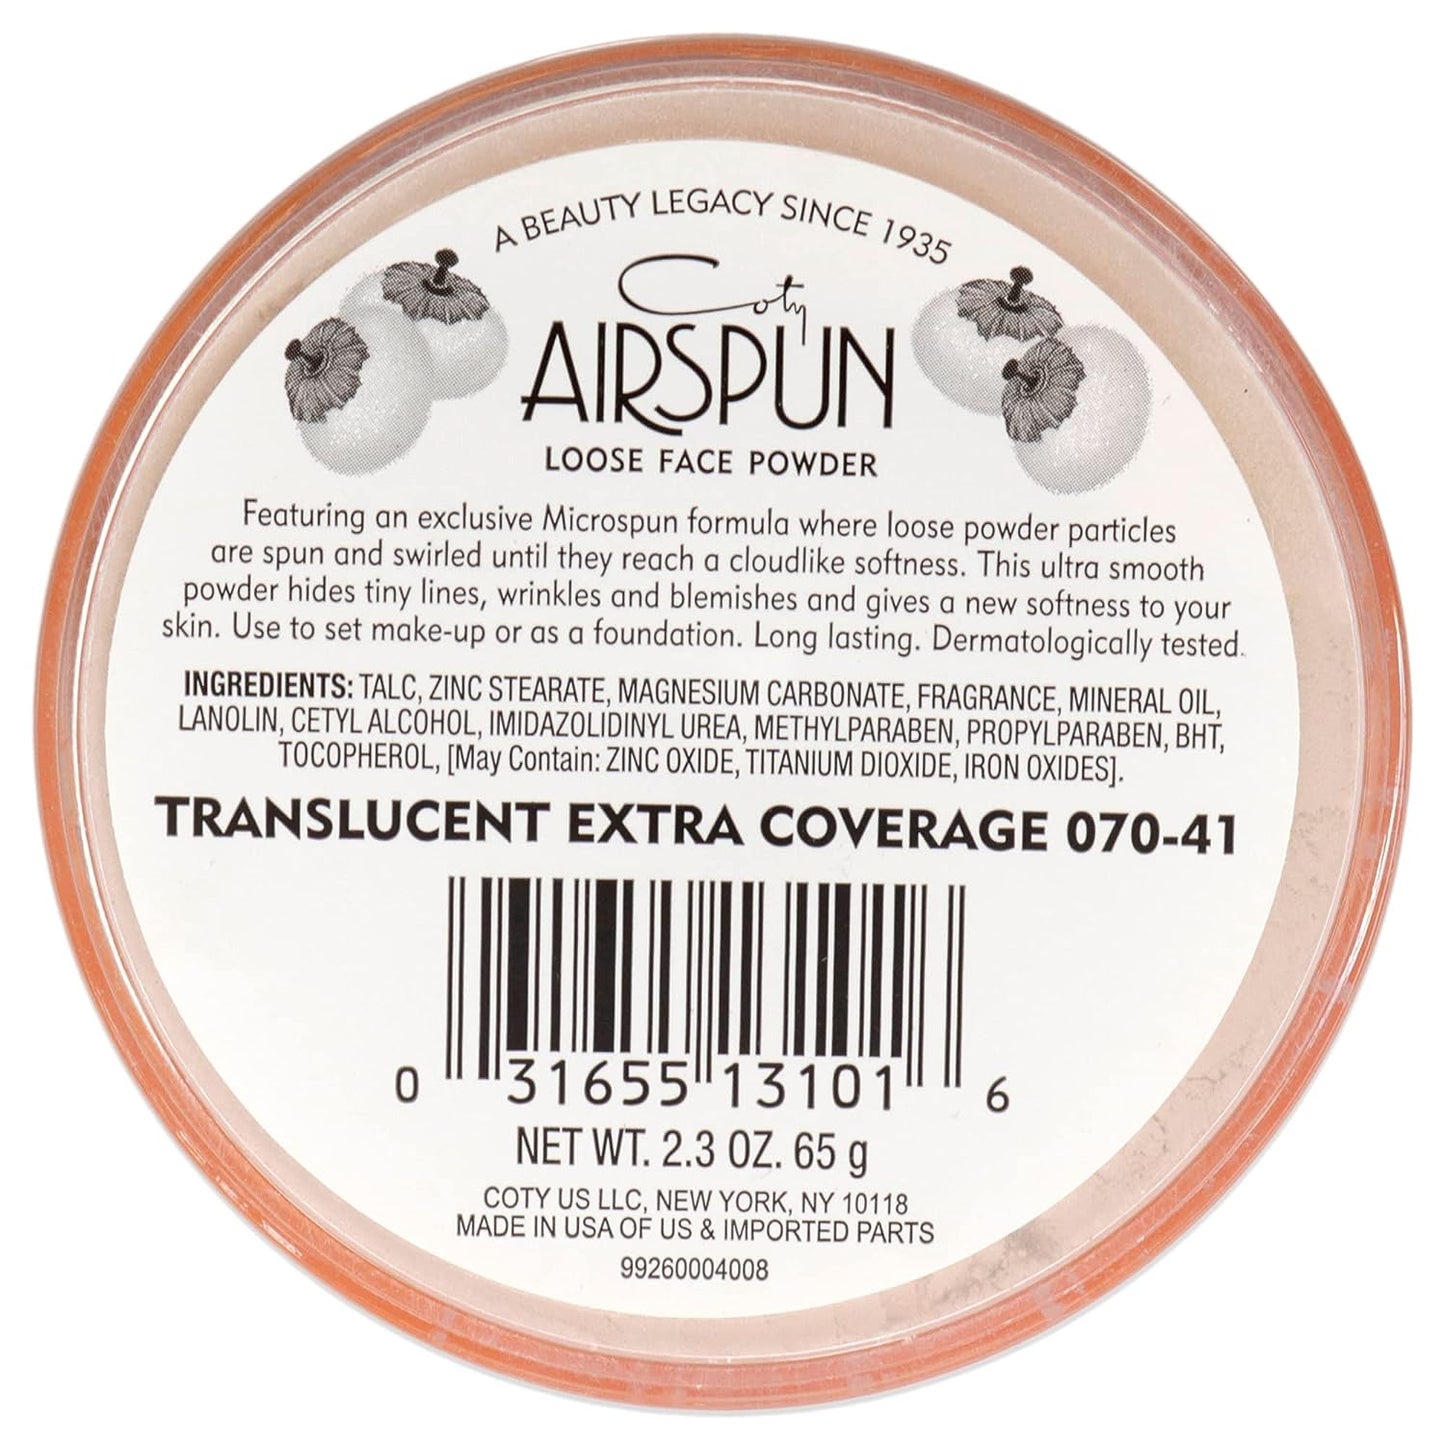 A BEAUTY LEGACY SINCE 1935
Coty
AIRSPUN
LOOSE FACE POWDER
Featuring an exclusive Microspun formula where loose powder particles
are spun and swirled until they reach a cloudlike softness. This ultra smooth
powder hides tiny lines, wrinkles and blemishes and gives a new softness to your
skin. Use to set make-up or as a foundation. Long lasting. Dermatologically tested.
INGREDIENTS: TALC, ZINC STEARATE, MAGNESIUM CARBONATE, FRAGRANCE, MINERAL OIL,
LANOLIN, CETYL ALCOHOL, IMIDAZOLIDINYL UREA, METHYLPARABEN, PROPYLPARABEN, BHT,
TOCOPHEROL, [May Contain: ZINC OXIDE, TITANIUM DIOXIDE, IRON OXIDES].
TRANSLUCENT EXTRA COVERAGE 070-41
0 31655 13101 6
NET WT. 2.3 OZ. 65 g
COTY US LLC, NEW YORK, NY 10118
MADE IN USA OF US & IMPORTED PARTS
99260004008